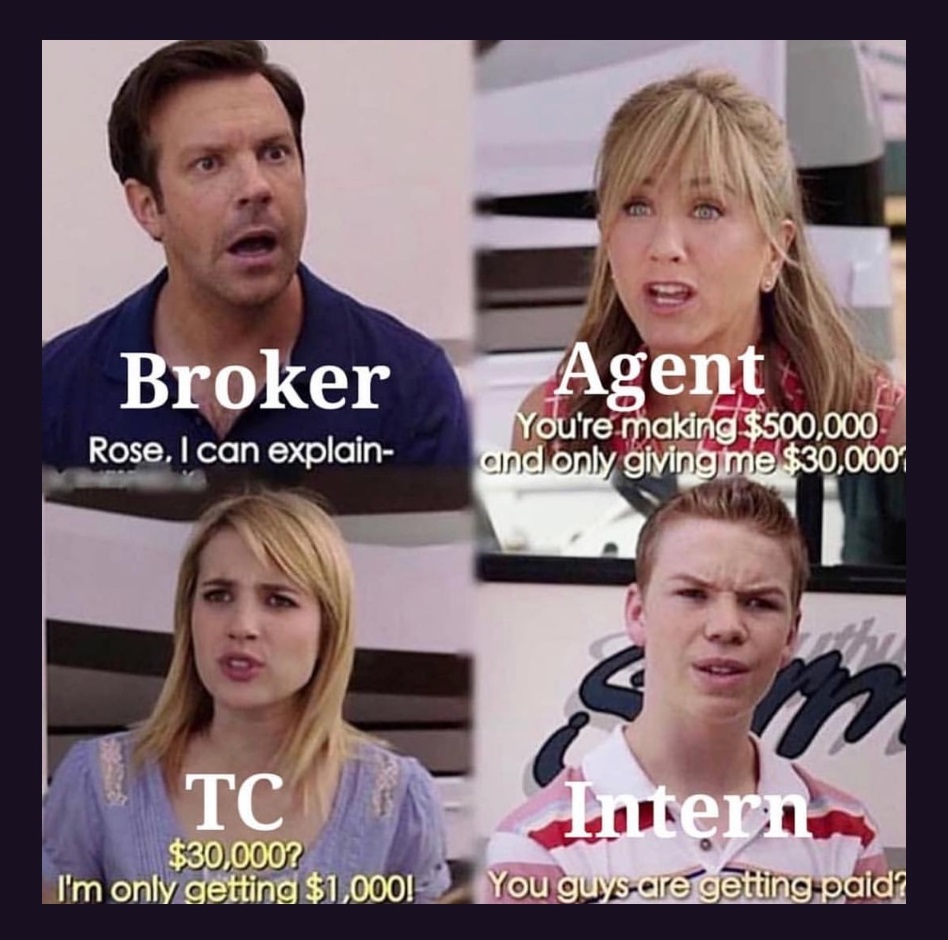 Broker
Rose, I can explain-
Agent
You're making $500,000
and only giving me $30,000?
TC
$30,000?
I'm only getting $1,000!
Intern
You guys are getting paid?